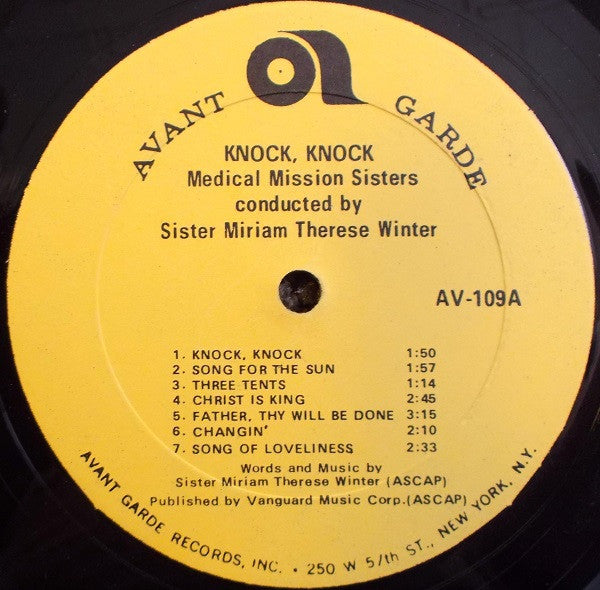 AVANT GARDE
KNOCK, KNOCK
Medical Mission Sisters
conducted by
Sister Miriam Therese Winter
AV-109A
1. KNOCK, KNOCK 1:50
2. SONG FOR THE SUN 1:57
3. THREE TENTS 1:14
4. CHRIST IS KING 2:45
5. FATHER, THY WILL BE DONE 3:15
6. CHANGIN' 2:10
7. SONG OF LOVELINESS 2:33
Words and Music by
Sister Miriam Therese Winter (ASCAP)
Published by Vanguard Music Corp.(ASCAP)
AVANT GARDE RECORDS, INC. • 250 W 57th ST., NEW YORK, N.Y.